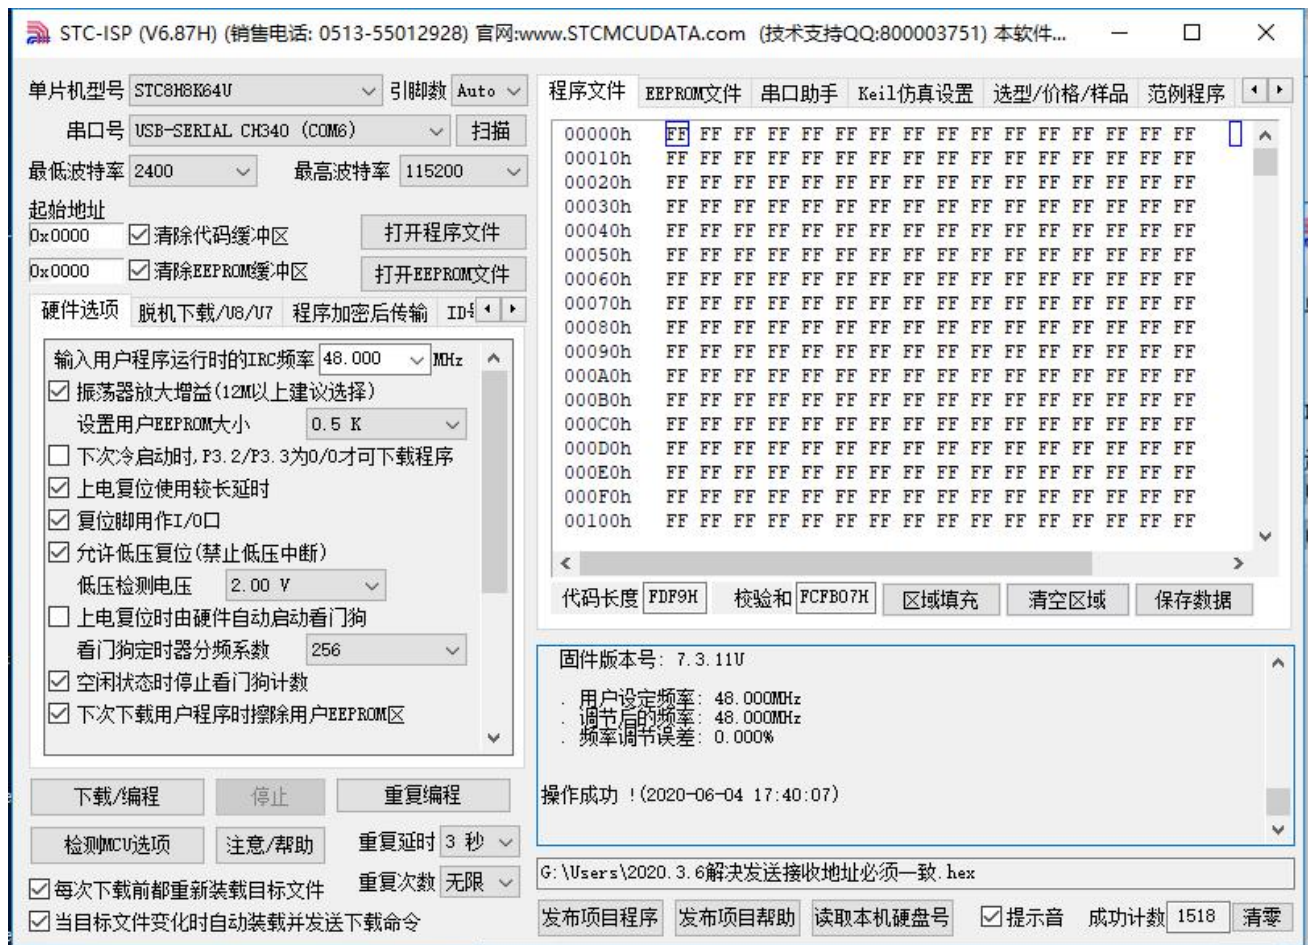 STC-ISP (V6.87H) (销售电话: 0513-55012928) 官网:www.STCMCUDATA.com (技术支持QQ:800003751) 本软件...
单片机型号 STC8H8K64U 引脚数 Auto
串口号 USB-SERIAL CH340 (COM6) 扫描
最低波特率 2400 最高波特率 115200
起始地址
0x0000 清除代码缓冲区 打开程序文件
0x0000 清除EEPROM缓冲区 打开EEPROM文件
硬件选项 脱机下载/U8/U7 程序加密后传输
输入用户程序运行时的IRC频率 48.000 MHz
振荡器放大增益(12M以上建议选择)
设置用户EEPROM大小 0.5 K
下次冷启动时,P3.2/P3.3为0/0才可下载程序
上电复位使用较长延时
复位脚用作I/O口
允许低压复位(禁止低压中断)
低压检测电压 2.00 V
上电复位时由硬件自动启动看门狗
看门狗定时器分频系数 256
空闲状态时停止看门狗计数
下次下载用户程序时擦除用户EEPROM区
下载/编程 停止 重复编程
检测MCU选项 注意/帮助 重复延时 3 秒
重复次数 无限
每次下载前都重新装载目标文件
当目标文件变化时自动装载并发送下载命令
程序文件 EEPROM文件 串口助手 Keil仿真设置 选型/价格/样品 范例程序
00000h FF FF FF FF FF FF FF FF FF FF FF FF FF FF FF FF
00010h FF FF FF FF FF FF FF FF FF FF FF FF FF FF FF FF
00020h FF FF FF FF FF FF FF FF FF FF FF FF FF FF FF FF
00030h FF FF FF FF FF FF FF FF FF FF FF FF FF FF FF FF
00040h FF FF FF FF FF FF FF FF FF FF FF FF FF FF FF FF
00050h FF FF FF FF FF FF FF FF FF FF FF FF FF FF FF FF
00060h FF FF FF FF FF FF FF FF FF FF FF FF FF FF FF FF
00070h FF FF FF FF FF FF FF FF FF FF FF FF FF FF FF FF
00080h FF FF FF FF FF FF FF FF FF FF FF FF FF FF FF FF
00090h FF FF FF FF FF FF FF FF FF FF FF FF FF FF FF FF
000A0h FF FF FF FF FF FF FF FF FF FF FF FF FF FF FF FF
000B0h FF FF FF FF FF FF FF FF FF FF FF FF FF FF FF FF
000C0h FF FF FF FF FF FF FF FF FF FF FF FF FF FF FF FF
000D0h FF FF FF FF FF FF FF FF FF FF FF FF FF FF FF FF
000E0h FF FF FF FF FF FF FF FF FF FF FF FF FF FF FF FF
000F0h FF FF FF FF FF FF FF FF FF FF FF FF FF FF FF FF
00100h FF FF FF FF FF FF FF FF FF FF FF FF FF FF FF FF
代码长度 FDF9H 校验和 FCFB07H 区域填充 清空区域 保存数据
固件版本号: 7.3.11U
. 用户设定频率: 48.000MHz
. 调节后的频率: 48.000MHz
. 频率调节误差: 0.000%
操作成功 !(2020-06-04 17:40:07)
G:\Users\2020.3.6解决发送接收地址必须一致.hex
发布项目程序 发布项目帮助 读取本机硬盘号 提示音 成功计数 1518 清零